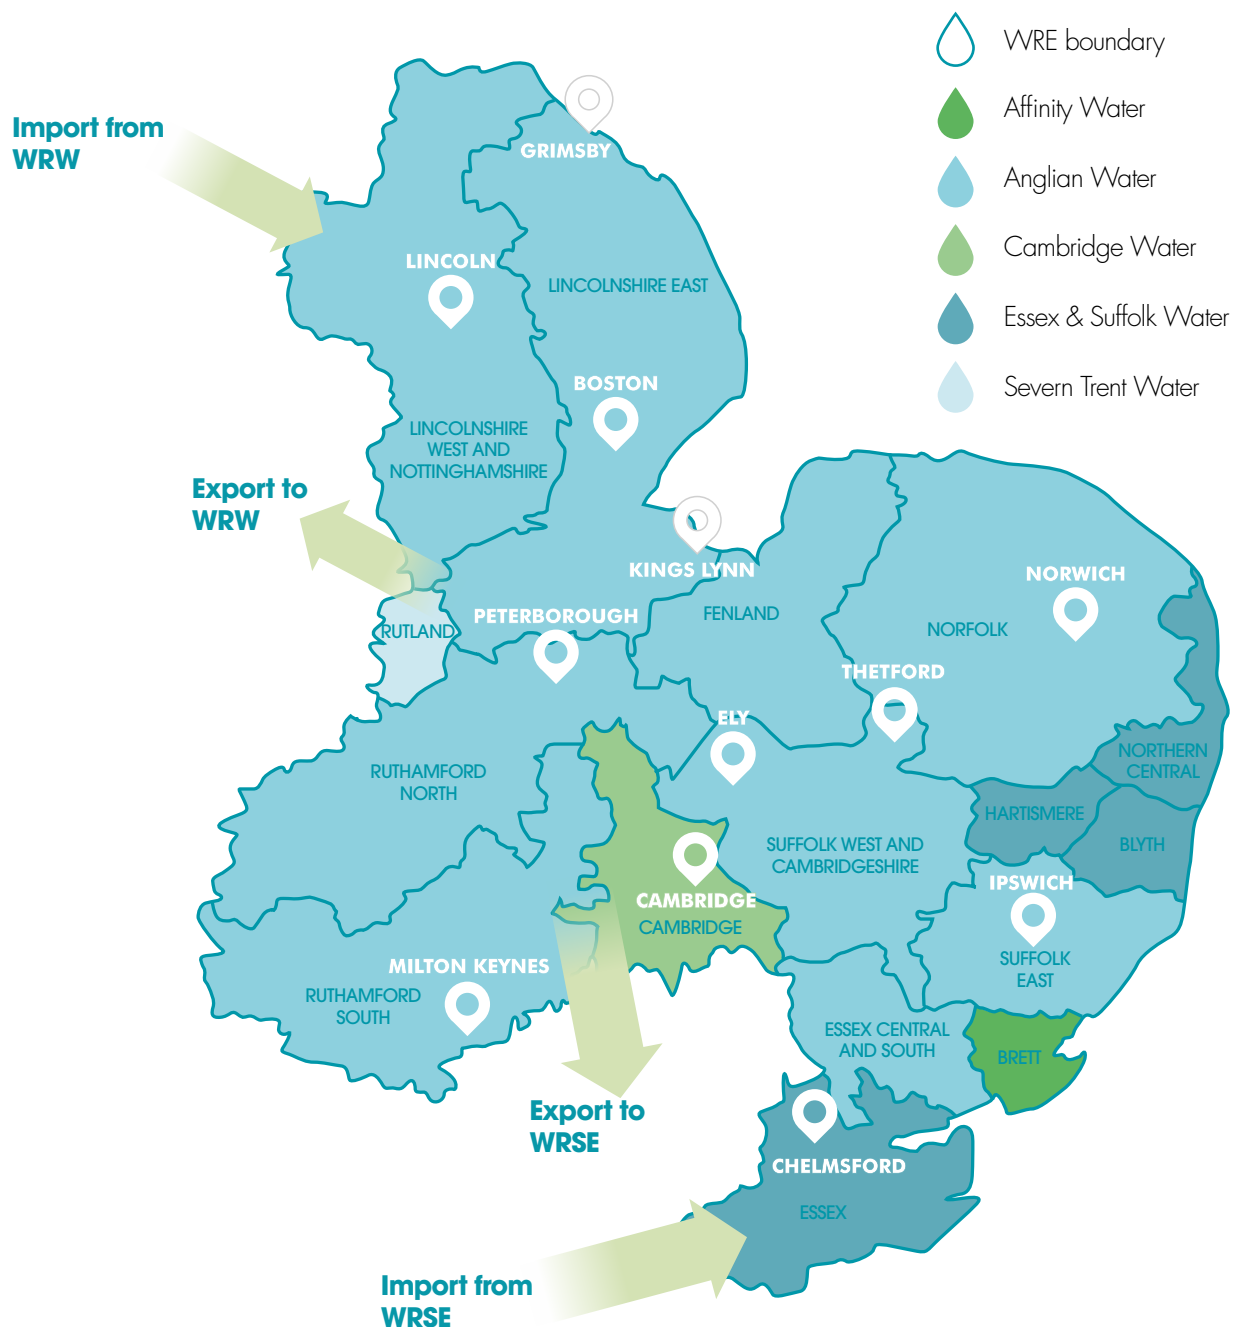 WRE boundary
Affinity Water
Anglian Water
Cambridge Water
Essex & Suffolk Water
Severn Trent Water
Import from
WRW
GRIMSBY
LINCOLN
LINCOLNSHIRE EAST
BOSTON
LINCOLNSHIRE
WEST AND
NOTTINGHAMSHIRE
Export to
WRW
KINGS LYNN
NORWICH
PETERBOROUGH
FENLAND
RUTLAND
NORFOLK
THETFORD
ELY
NORTHERN
CENTRAL
RUTHAMFORD
NORTH
HARTISMERE
BLYTH
SUFFOLK WEST AND
CAMBRIDGESHIRE
IPSWICH
CAMBRIDGE
CAMBRIDGE
SUFFOLK
EAST
MILTON KEYNES
RUTHAMFORD
SOUTH
ESSEX CENTRAL
AND SOUTH
BRETT
Export to
WRSE
CHELMSFORD
ESSEX
Import from
WRSE